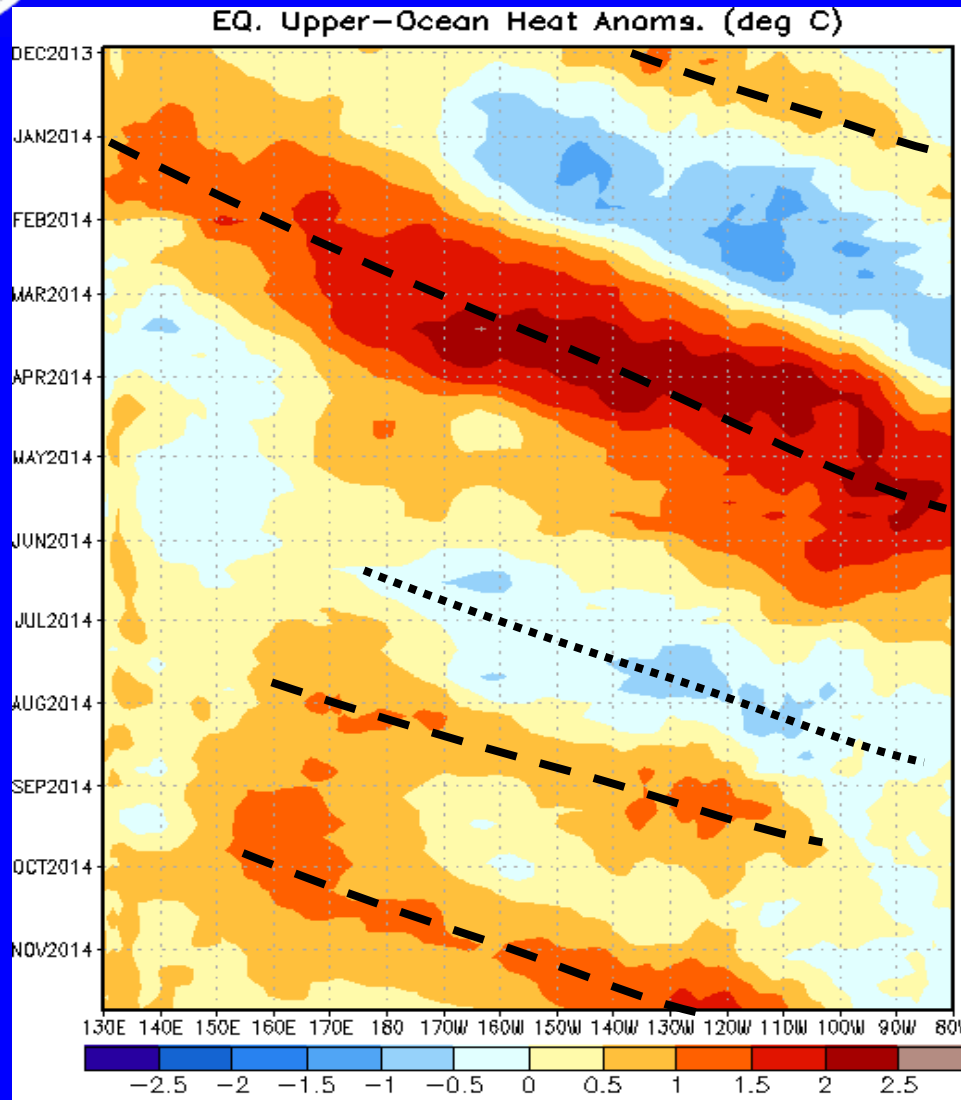 EQ. Upper-Ocean Heat Anoms. (deg C)
DEC2013
JAN2014
FEB2014
MAR2014
APR2014
MAY2014
JUN2014
JUL2014
AUG2014
SEP2014
OCT2014
NOV2014
130E 140E 150E 160E 170E 180 170W 160W 150W 140W 130W 120W 110W 100W 90W 80W
-2.5 -2 -1.5 -1 -0.5 0 0.5 1 1.5 2 2.5